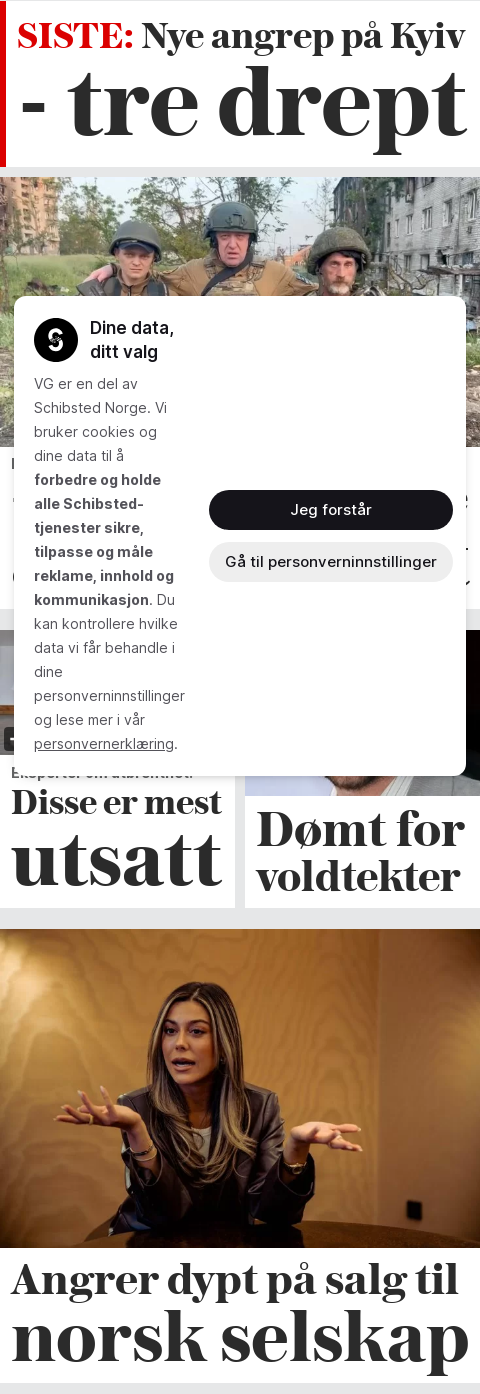 SISTE: Nye angrep på Kyiv
- tre drept
Dine data,
ditt valg
VG er en del av
Schibsted Norge. Vi
bruker cookies og
dine data til å
forbedre og holde
alle Schibsted-
tjenester sikre,
tilpasse og måle
reklame, innhold og
kommunikasjon. Du
kan kontrollere hvilke
data vi får behandle i
dine
personverninnstillinger
og lese mer i vår
personvernerklæring.
Jeg forstår
Gå til personverninnstillinger
Disse er mest
utsatt
Dømt for
voldtekter
Angrer dypt på salg til
norsk selskap